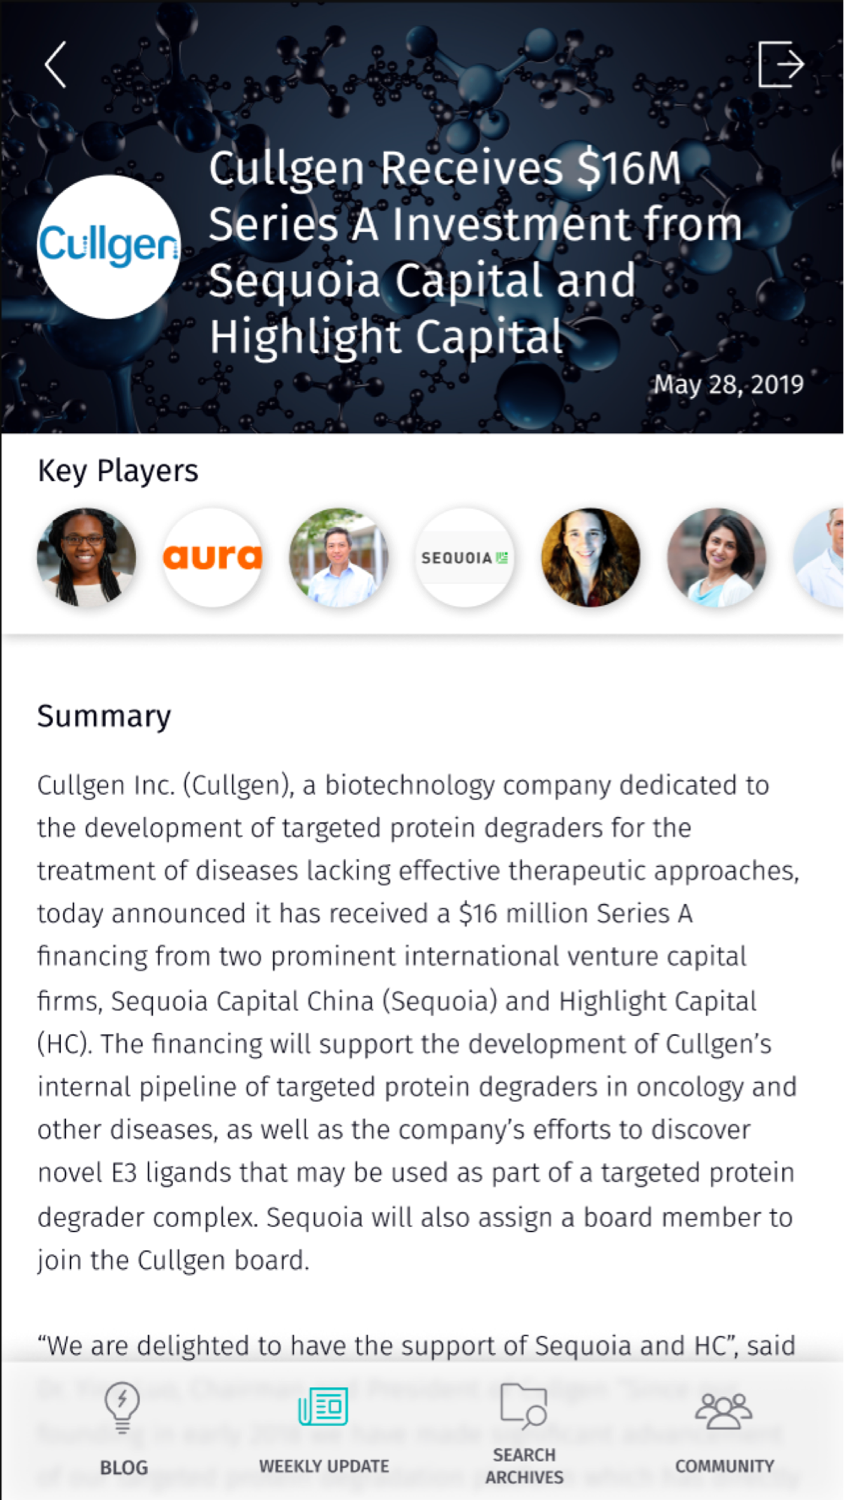 Cullgen Receives $16M
Series A Investment from
Sequoia Capital and
Highlight Capital
Cullgen
May 28, 2019
Key Players
aura
SEQUOIA
Summary
Cullgen Inc. (Cullgen), a biotechnology company dedicated to
the development of targeted protein degraders for the
treatment of diseases lacking effective therapeutic approaches,
today announced it has received a $16 million Series A
financing from two prominent international venture capital
firms, Sequoia Capital China (Sequoia) and Highlight Capital
(HC). The financing will support the development of Cullgen’s
internal pipeline of targeted protein degraders in oncology and
other diseases, as well as the company’s efforts to discover
novel E3 ligands that may be used as part of a targeted protein
degrader complex. Sequoia will also assign a board member to
join the Cullgen board.
“We are delighted to have the support of Sequoia and HC”, said
BLOG
WEEKLY UPDATE
SEARCH
ARCHIVES
COMMUNITY